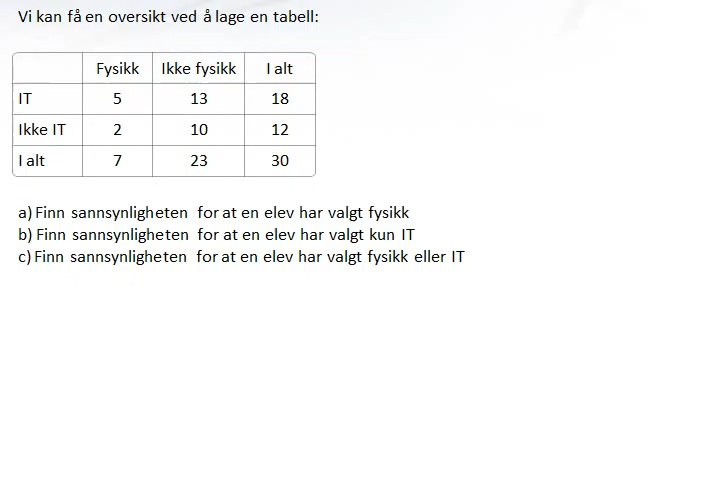 Vi kan få en oversikt ved å lage en tabell:
Fysikk Ikke fysikk I alt
IT 5 13 18
Ikke IT 2 10 12
I alt 7 23 30
a) Finn sannsynligheten for at en elev har valgt fysikk
b) Finn sannsynligheten for at en elev har valgt kun IT
c) Finn sannsynligheten for at en elev har valgt fysikk eller IT